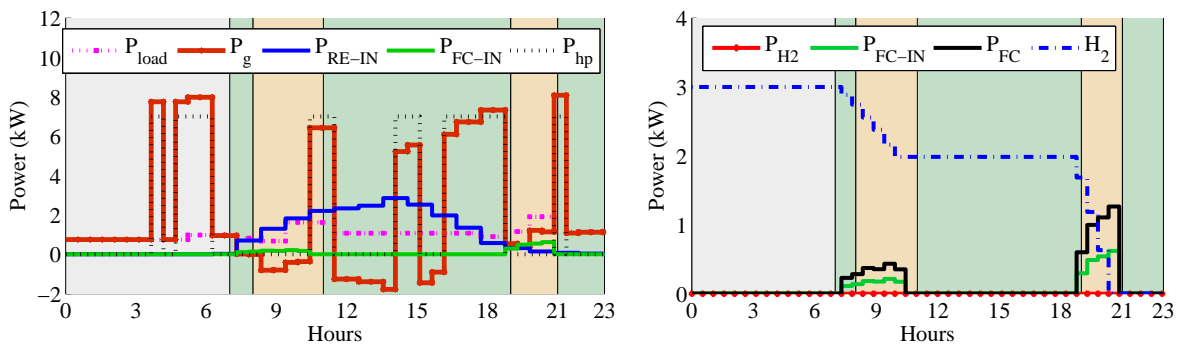 12
10
8
6
4
2
0
−2
Power (kW)
P_load P_g P_RE−IN P_FC−IN P_hp
0 3 6 9 12 15 18 21 23
Hours
4
3
2
1
0
Power (kW)
P_H2 P_FC−IN P_FC H_2
0 3 6 9 12 15 18 21 23
Hours